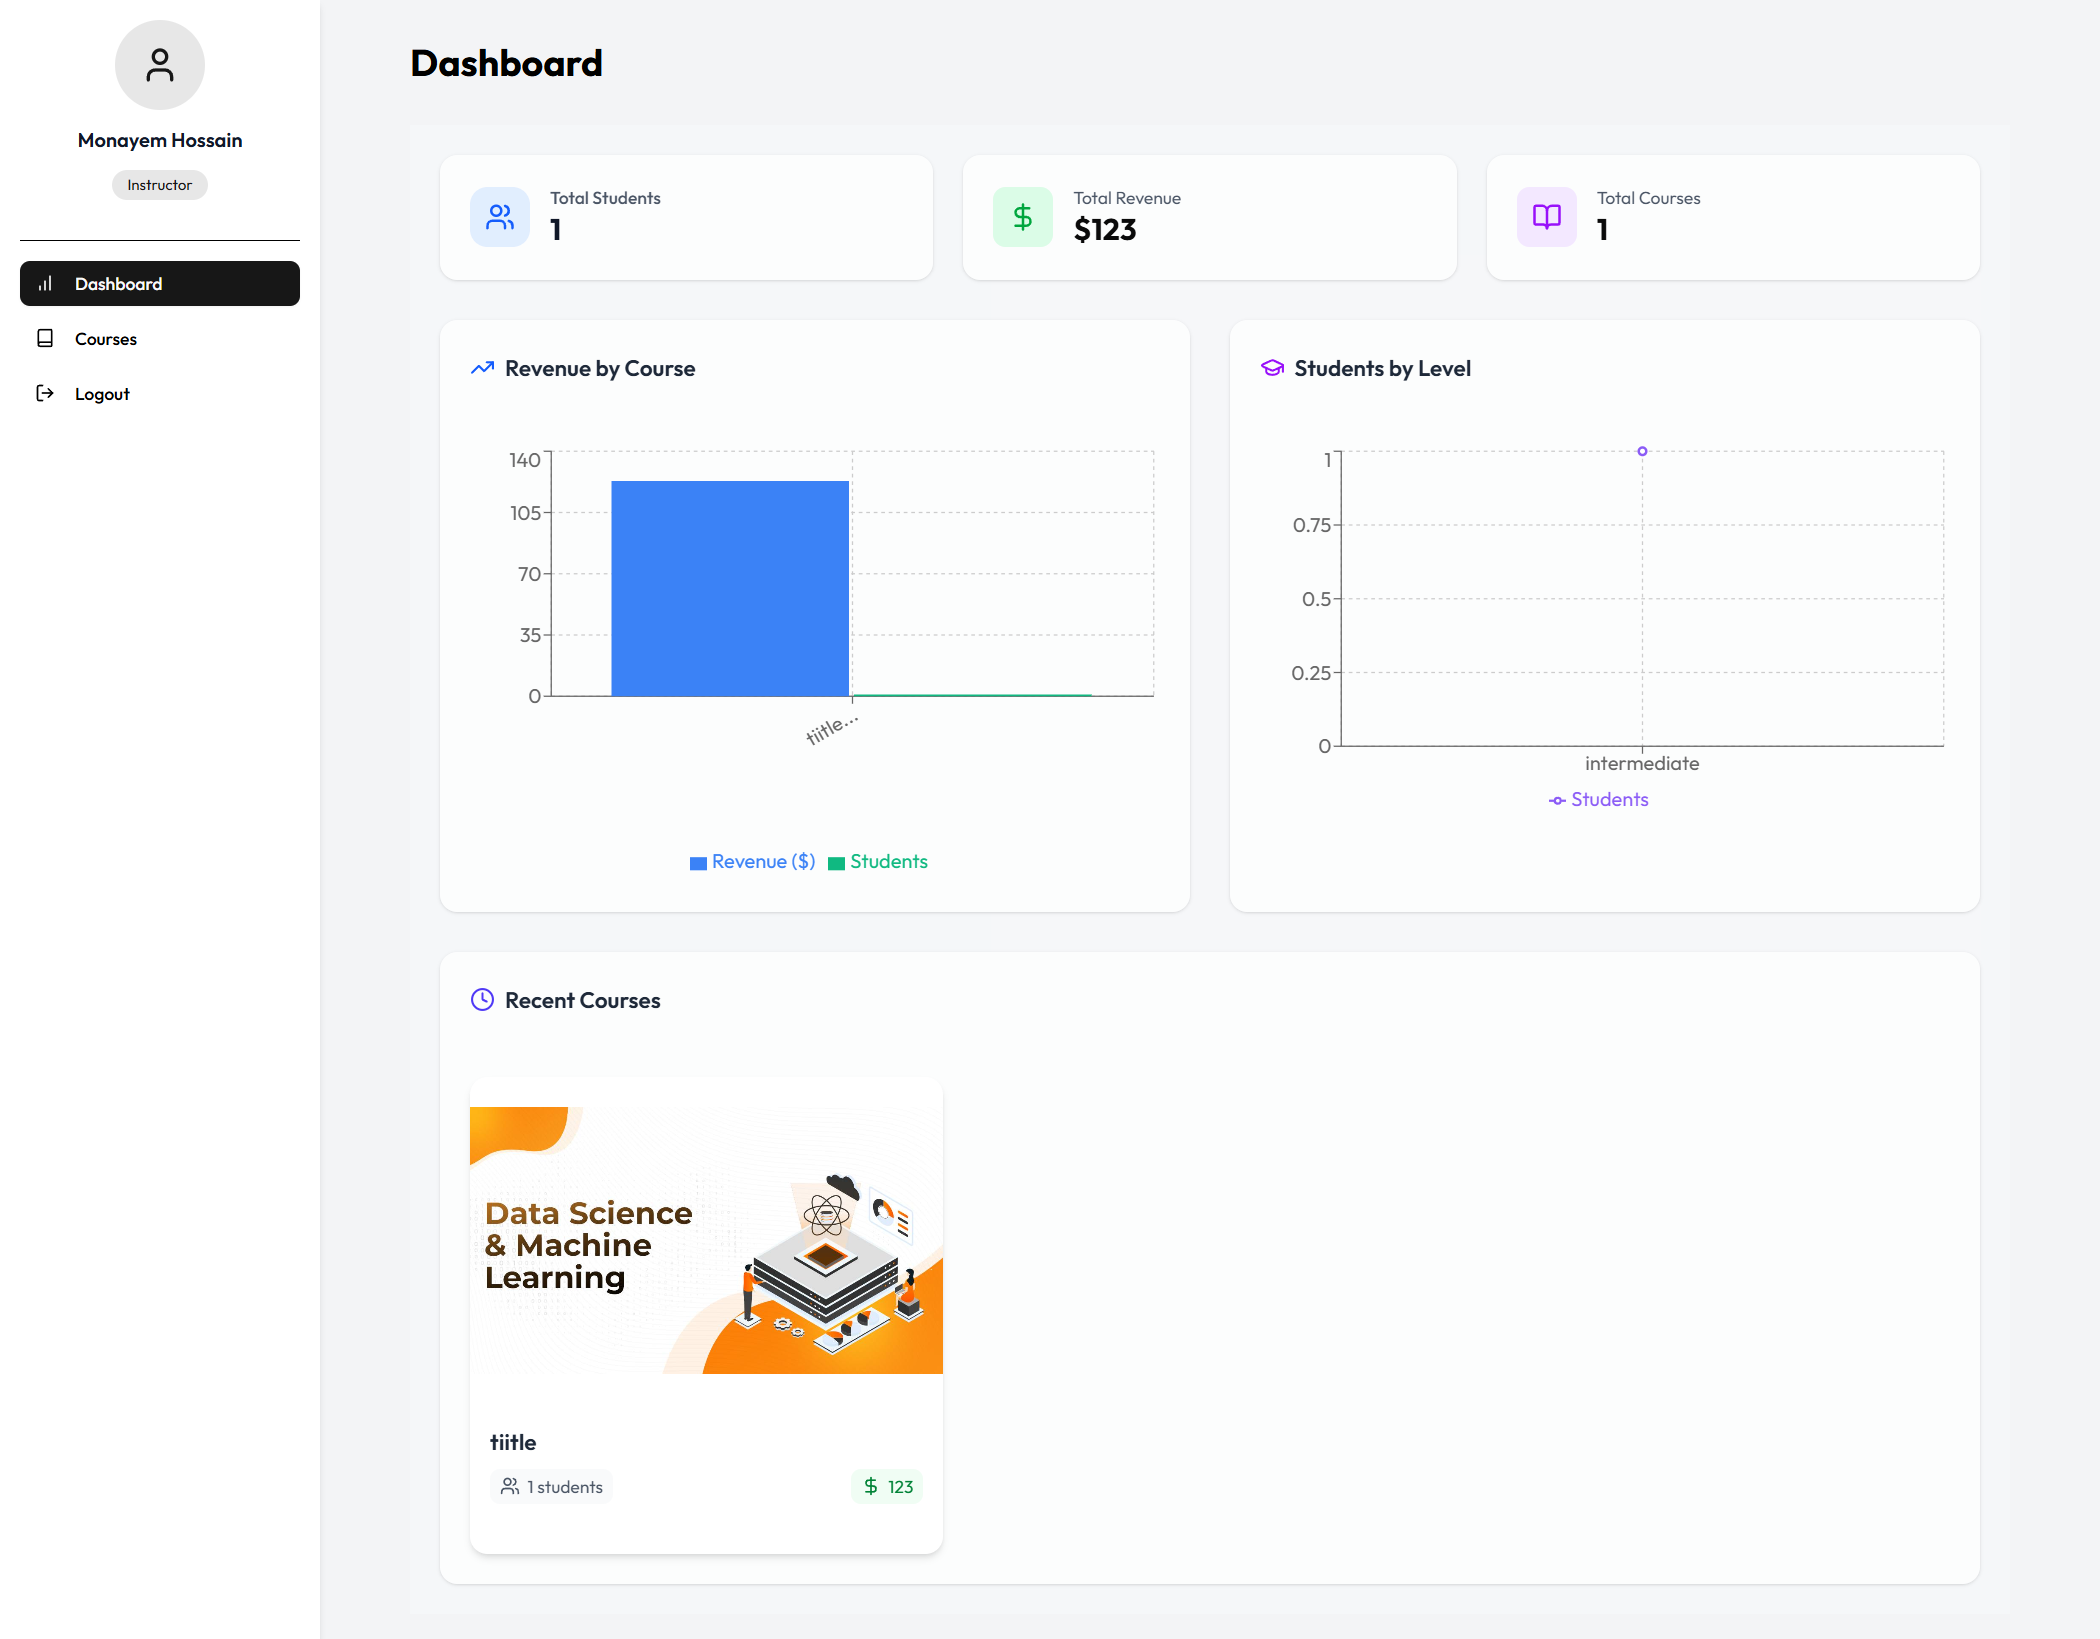 Monayem Hossain
Instructor
Dashboard
Courses
Logout
Dashboard
Total Students
1
Total Revenue
$123
Total Courses
1
Revenue by Course
140
105
70
35
0
tiitle...
Revenue ($) Students
Students by Level
1
0.75
0.5
0.25
0
intermediate
Students
Recent Courses
Data Science
& Machine
Learning
tiitle
1 students
$ 123